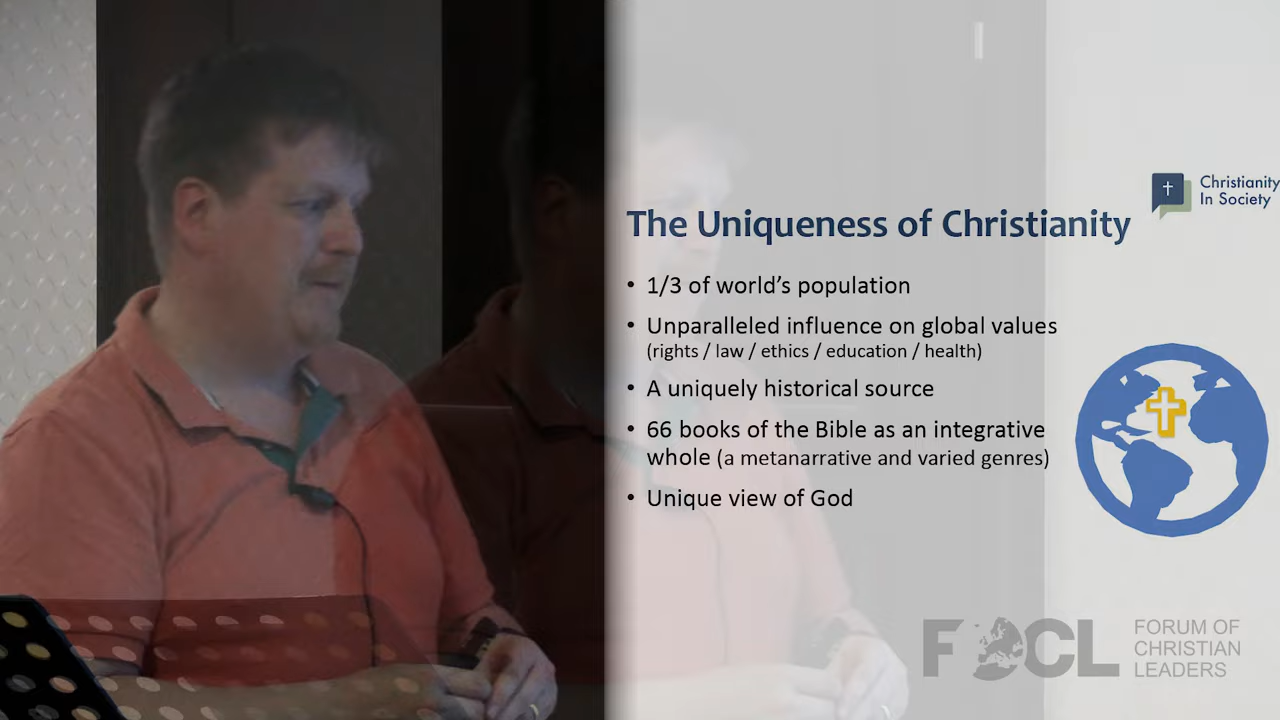 Christianity
In Society
The Uniqueness of Christianity
• 1/3 of world's population
• Unparalleled influence on global values
(rights / law / ethics / education / health)
• A uniquely historical source
• 66 books of the Bible as an integrative
whole (a metanarrative and varied genres)
• Unique view of God
FOCL
FORUM OF
CHRISTIAN
LEADERS